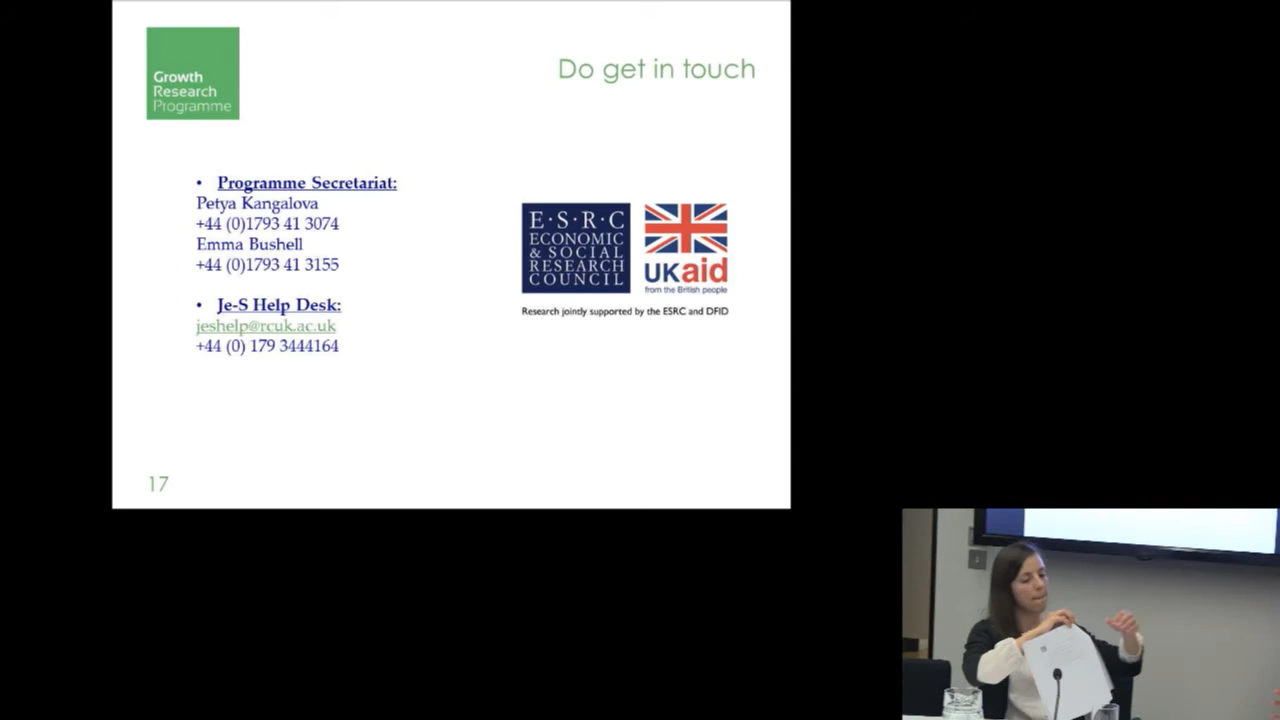 Growth
Research
Programme
Do get in touch
• Programme Secretariat:
Petya Kangalova
+44 (0)1793 41 3074
Emma Bushell
+44 (0)1793 41 3155
• Je-S Help Desk:
jeshelp@rcuk.ac.uk
+44 (0) 179 3444164
E·S·R·C
ECONOMIC
& SOCIAL
RESEARCH
COUNCIL
UKaid
from the British people
Research jointly supported by the ESRC and DFID
17